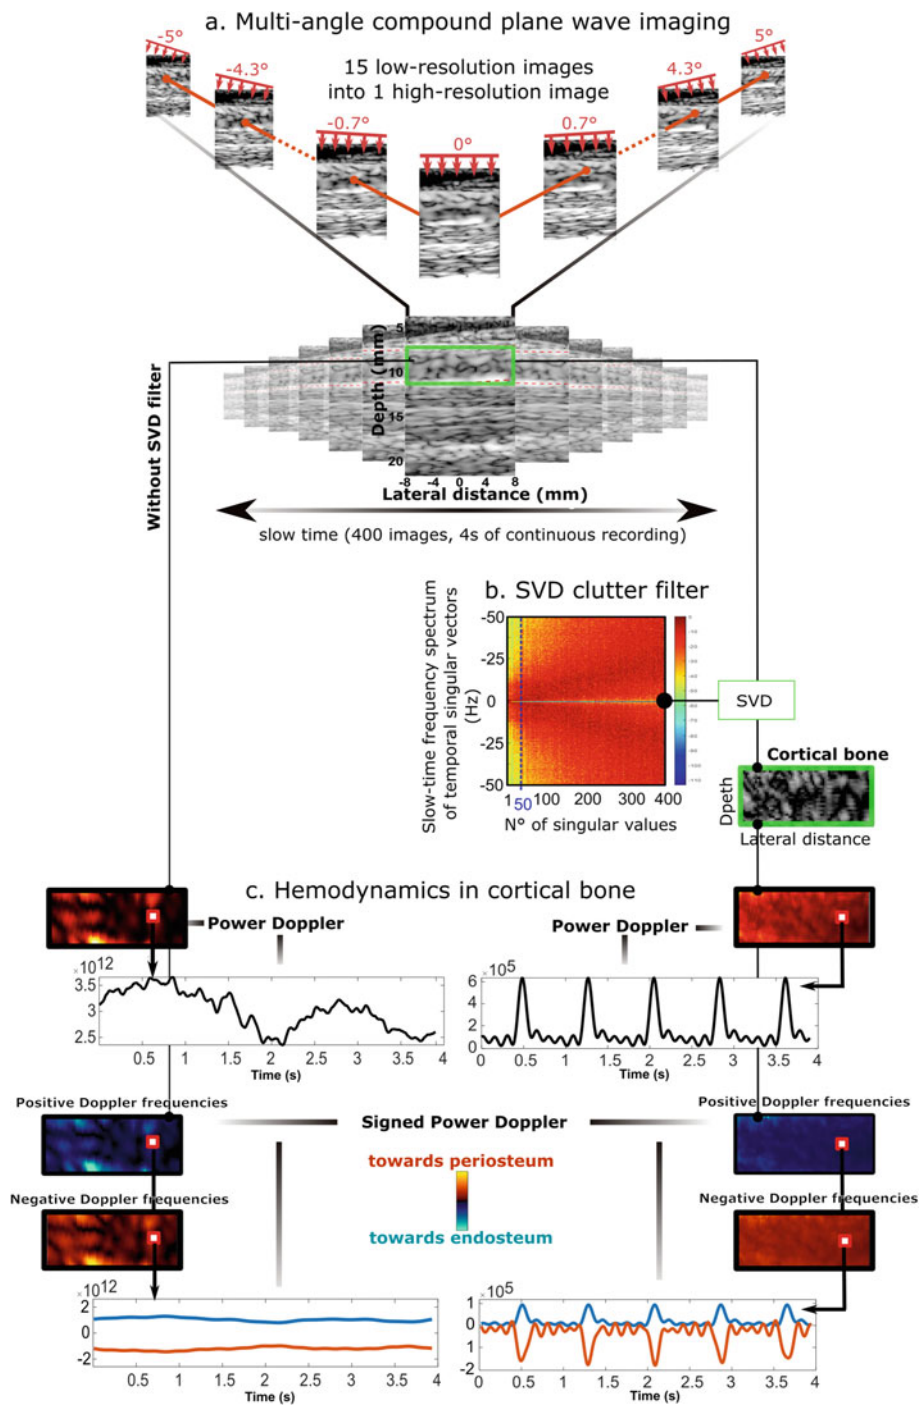 a. Multi-angle compound plane wave imaging
-5°
5°
-4.3°
4.3°
15 low-resolution images
into 1 high-resolution image
-0.7°
0°
0.7°
Without SVD filter
Depth (mm)
5
10
15
20
-8 -4 0 4 8
Lateral distance (mm)
slow time (400 images, 4s of continuous recording)
b. SVD clutter filter
Slow-time frequency spectrum
of temporal singular vectors
(Hz)
-50
-25
0
-25
-50
1 50 100 200 300 400
N° of singular values
SVD
Cortical bone
Dpeth
Lateral distance
c. Hemodynamics in cortical bone
Power Doppler
Power Doppler
×10¹²
3.5
3
2.5
0.5 1 1.5 2 2.5 3 3.5 4
Time (s)
×10⁵
6
4
2
0
0 0.5 1 1.5 2 2.5 3 3.5 4
Time (s)
Positive Doppler frequencies
Positive Doppler frequencies
Signed Power Doppler
towards periosteum
Negative Doppler frequencies
Negative Doppler frequencies
towards endosteum
×10¹²
2
0
-2
0.5 1 1.5 2 2.5 3 3.5 4
Time (s)
×10⁵
1
0
1
-2
0 0.5 1 1.5 2 2.5 3 3.5 4
Time (s)